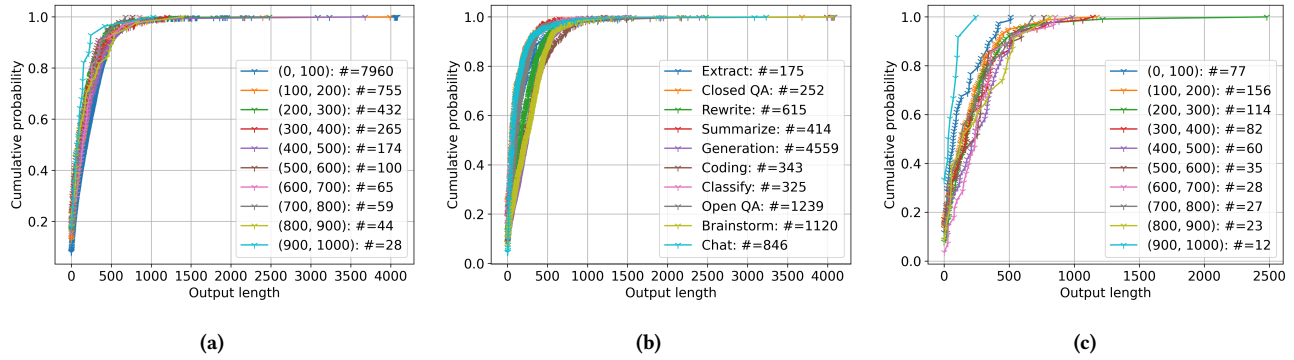 1.0
0.8
0.6
0.4
0.2
Cumulative probability
(0, 100): #=7960
(100, 200): #=755
(200, 300): #=432
(300, 400): #=265
(400, 500): #=174
(500, 600): #=100
(600, 700): #=65
(700, 800): #=59
(800, 900): #=44
(900, 1000): #=28
0 500 1000 1500 2000 2500 3000 3500 4000
Output length
(a)
1.0
0.8
0.6
0.4
0.2
0.0
Cumulative probability
Extract: #=175
Closed QA: #=252
Rewrite: #=615
Summarize: #=414
Generation: #=4559
Coding: #=343
Classify: #=325
Open QA: #=1239
Brainstorm: #=1120
Chat: #=846
0 500 1000 1500 2000 2500 3000 3500 4000
Output length
(b)
1.0
0.8
0.6
0.4
0.2
0.0
Cumulative probability
(0, 100): #=77
(100, 200): #=156
(200, 300): #=114
(300, 400): #=82
(400, 500): #=60
(500, 600): #=35
(600, 700): #=28
(700, 800): #=27
(800, 900): #=23
(900, 1000): #=12
0 500 1000 1500 2000 2500
Output length
(c)